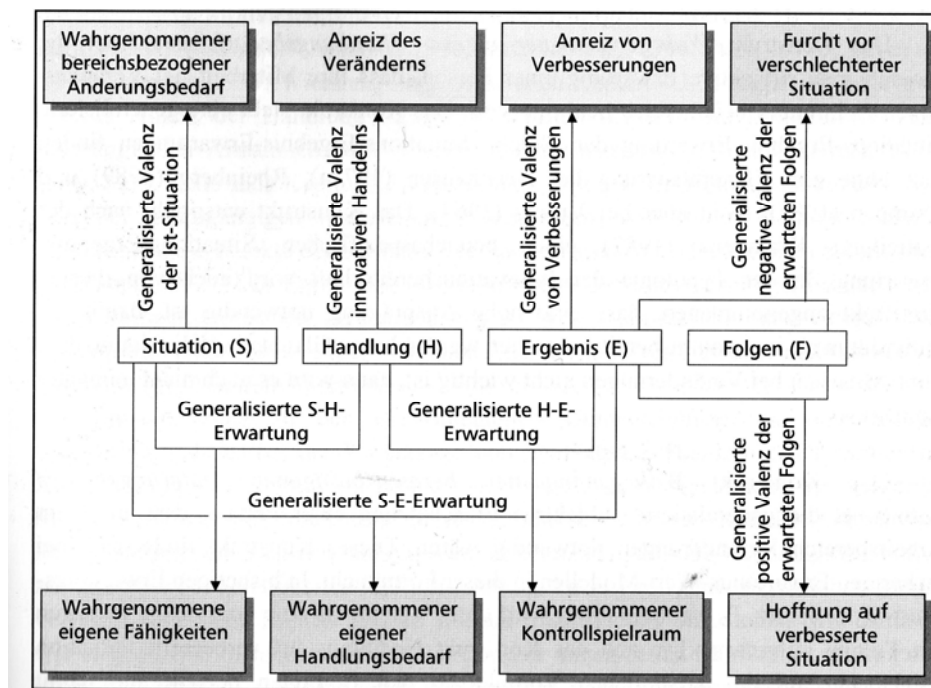 Wahrgenommener
bereichsbezogener
Änderungsbedarf
Anreiz des
Veränderns
Anreiz von
Verbesserungen
Furcht vor
verschlechterter
Situation
Generalisierte Valenz
der Ist-Situation
Generalisierte Valenz
innovativen Handelns
Generalisierte Valenz
von Verbesserungen
Generalisierte
negative Valenz der
erwarteten Folgen
Situation (S)
Handlung (H)
Ergebnis (E)
Folgen (F)
Generalisierte S-H-
Erwartung
Generalisierte H-E-
Erwartung
Generalisierte S-E-Erwartung
Generalisierte
positive Valenz der
erwarteten Folgen
Wahrgenommene
eigene Fähigkeiten
Wahrgenommener
eigener
Handlungsbedarf
Wahrgenommener
Kontrollspielraum
Hoffnung auf
verbesserte
Situation